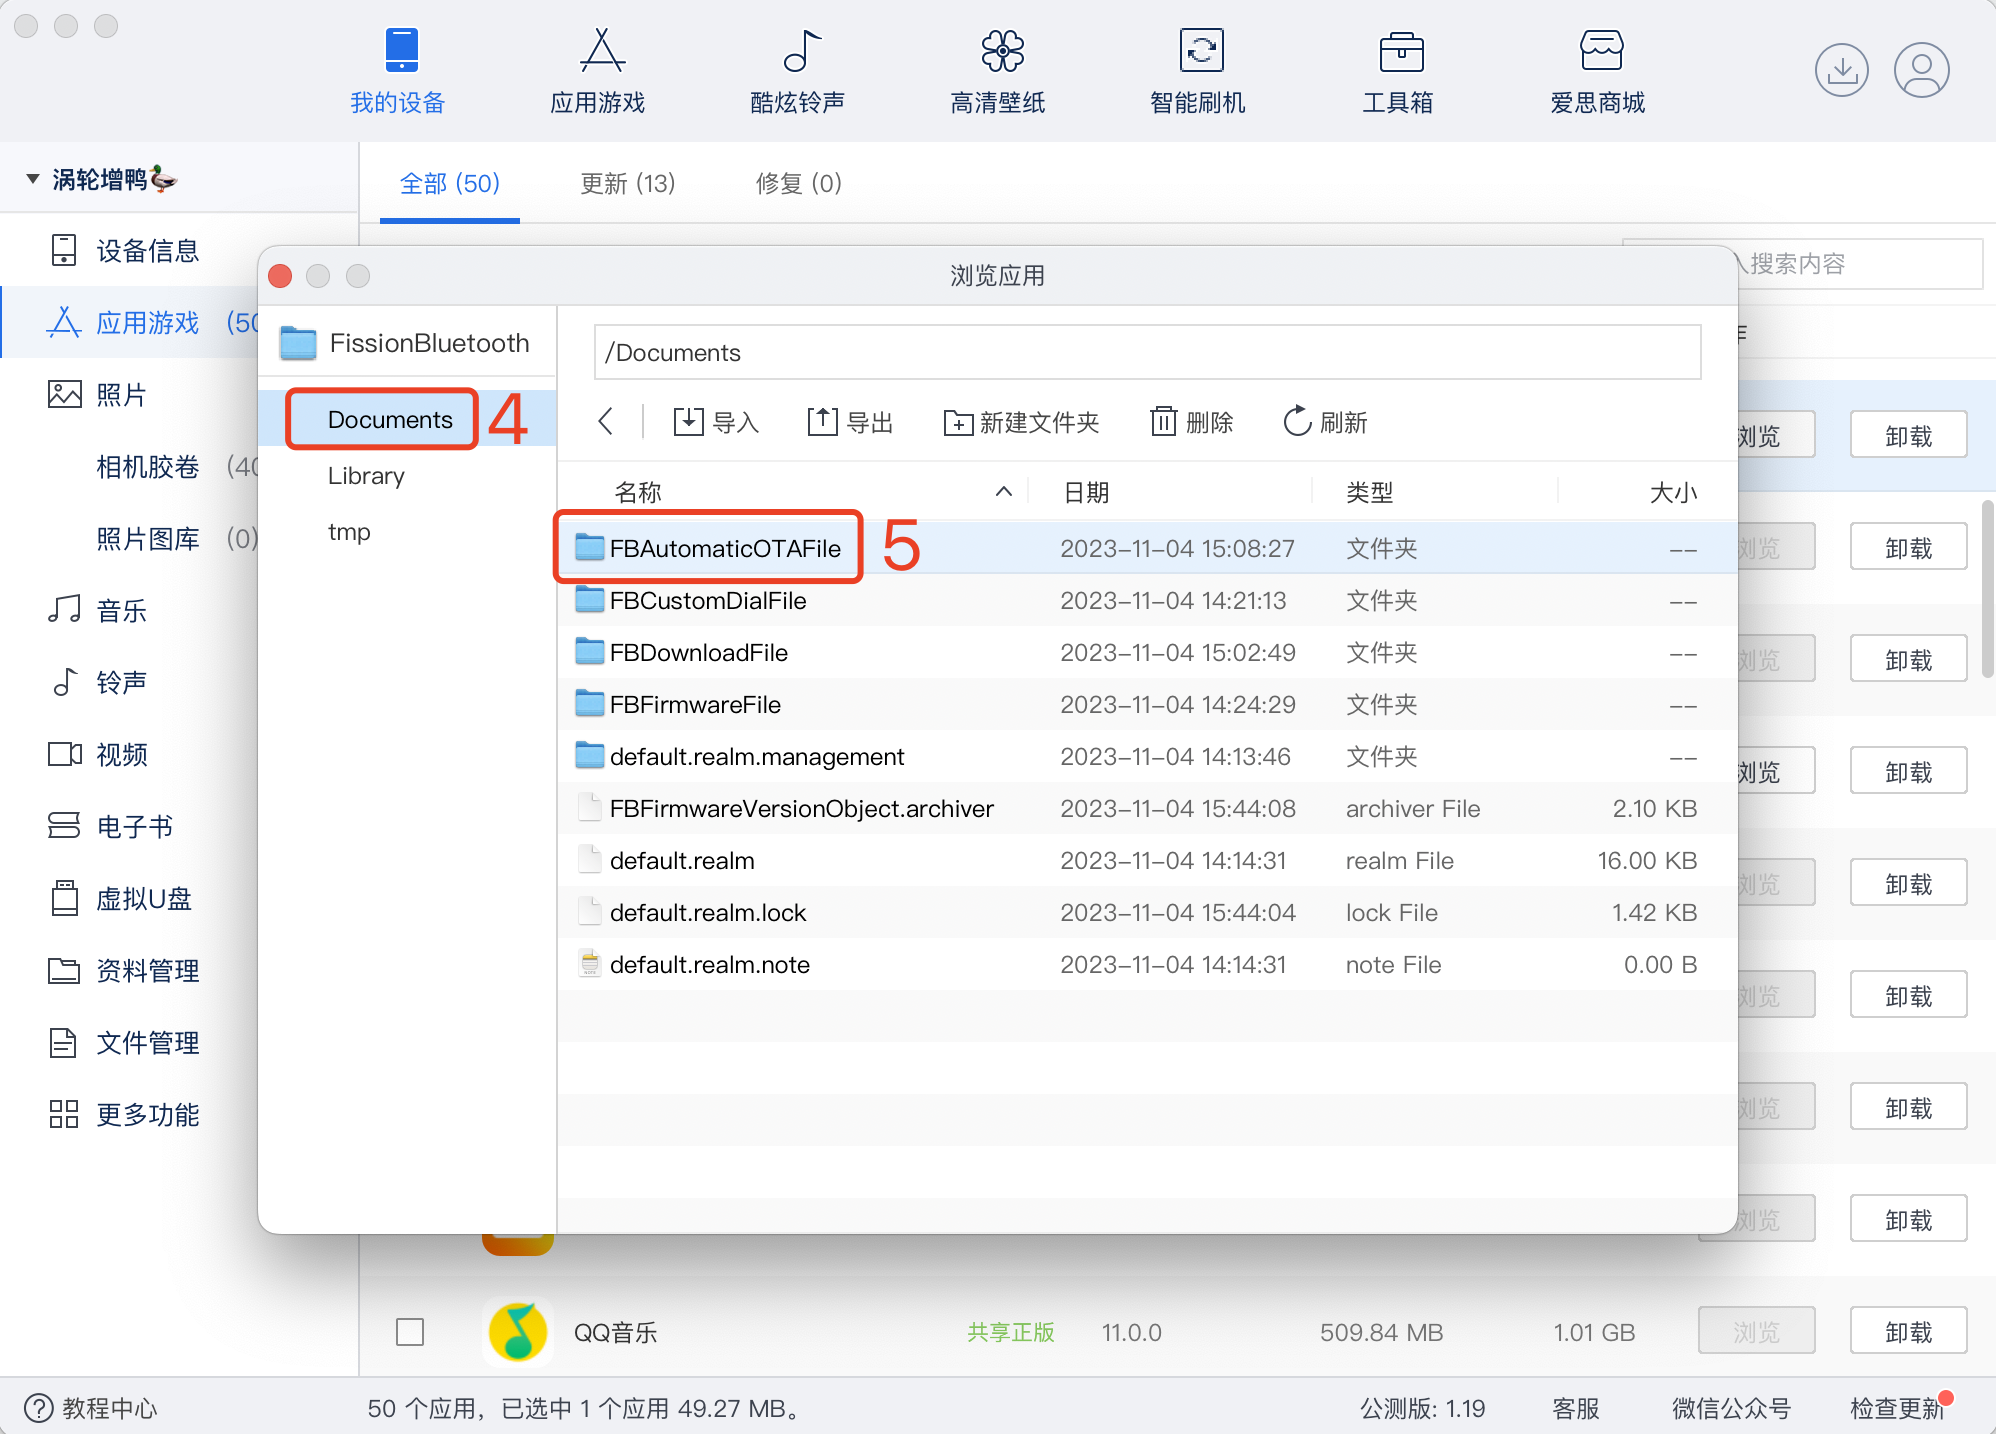 我的设备
应用游戏
酷炫铃声
高清壁纸
智能刷机
工具箱
爱思商城
涡轮增鸭🦆
全部 (50)
更新 (13)
修复 (0)
设备信息
应用游戏 (50
照片
相机胶卷 (40
照片图库 (0)
音乐
铃声
视频
电子书
虚拟U盘
资料管理
文件管理
更多功能
搜索内容
浏览应用
FissionBluetooth
Documents 4
Library
tmp
/Documents
导入
导出
新建文件夹
删除
刷新
名称 日期 类型 大小
FBAutomaticOTAFile 5 2023-11-04 15:08:27 文件夹 --
FBCustomDialFile 2023-11-04 14:21:13 文件夹 --
FBDownloadFile 2023-11-04 15:02:49 文件夹 --
FBFirmwareFile 2023-11-04 14:24:29 文件夹 --
default.realm.management 2023-11-04 14:13:46 文件夹 --
FBFirmwareVersionObject.archiver 2023-11-04 15:44:08 archiver File 2.10 KB
default.realm 2023-11-04 14:14:31 realm File 16.00 KB
default.realm.lock 2023-11-04 15:44:04 lock File 1.42 KB
default.realm.note 2023-11-04 14:14:31 note File 0.00 B
浏览 卸载
浏览 卸载
浏览 卸载
浏览 卸载
浏览 卸载
浏览 卸载
浏览 卸载
浏览 卸载
QQ音乐 共享正版 11.0.0 509.84 MB 1.01 GB 浏览 卸载
教程中心
50 个应用，已选中 1 个应用 49.27 MB。
公测版: 1.19
客服
微信公众号
检查更新